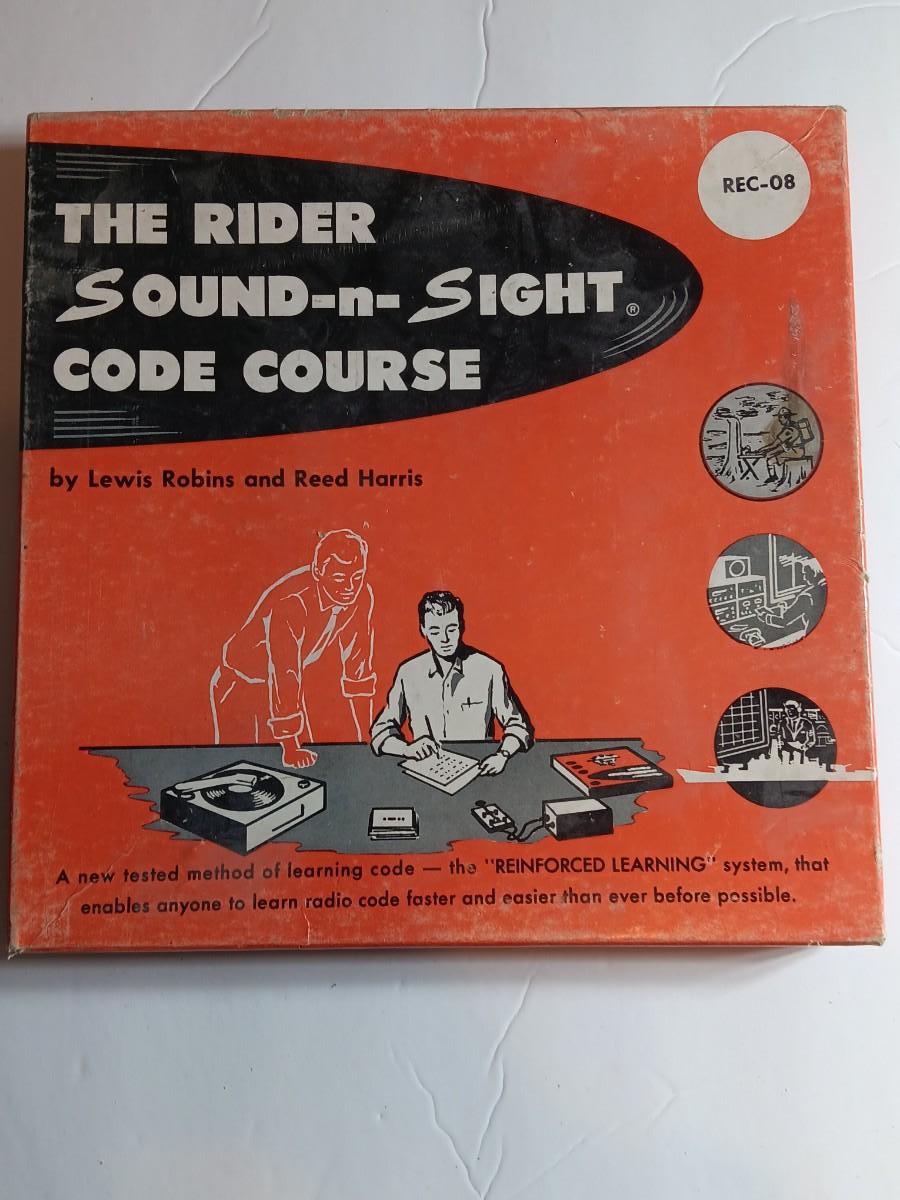 REC-08
THE RIDER
SOUND-n-SIGHT®
CODE COURSE
by Lewis Robins and Reed Harris
A new tested method of learning code — the "REINFORCED LEARNING" system, that
enables anyone to learn radio code faster and easier than ever before possible.